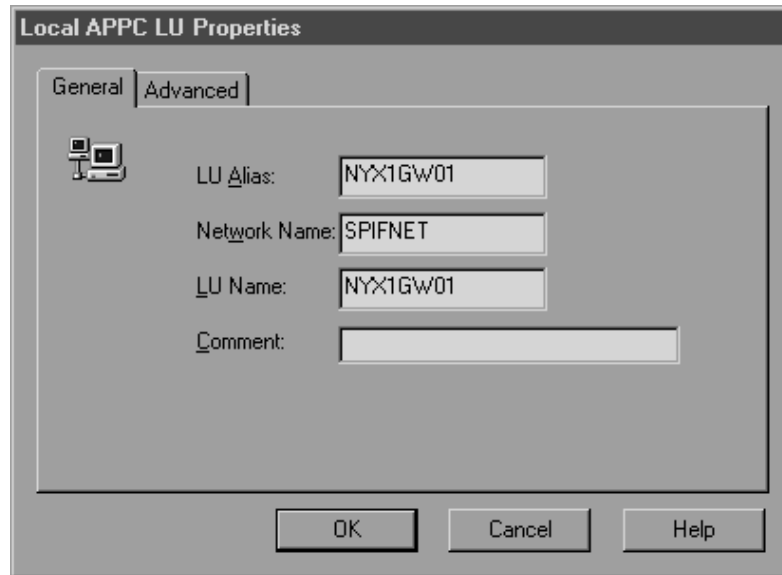 Local APPC LU Properties
General Advanced
LU Alias: NYX1GW01
Network Name: SPIFNET
LU Name: NYX1GW01
Comment:
OK Cancel Help